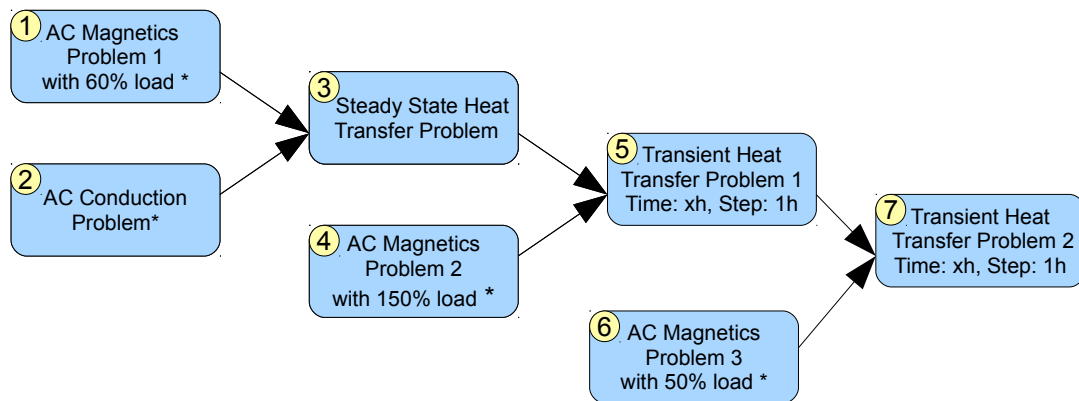 1
AC Magnetics
Problem 1
with 60% load *
2
AC Conduction
Problem*
3
Steady State Heat
Transfer Problem
4
AC Magnetics
Problem 2
with 150% load *
5
Transient Heat
Transfer Problem 1
Time: xh, Step: 1h
6
AC Magnetics
Problem 3
with 50% load *
7
Transient Heat
Transfer Problem 2
Time: xh, Step: 1h